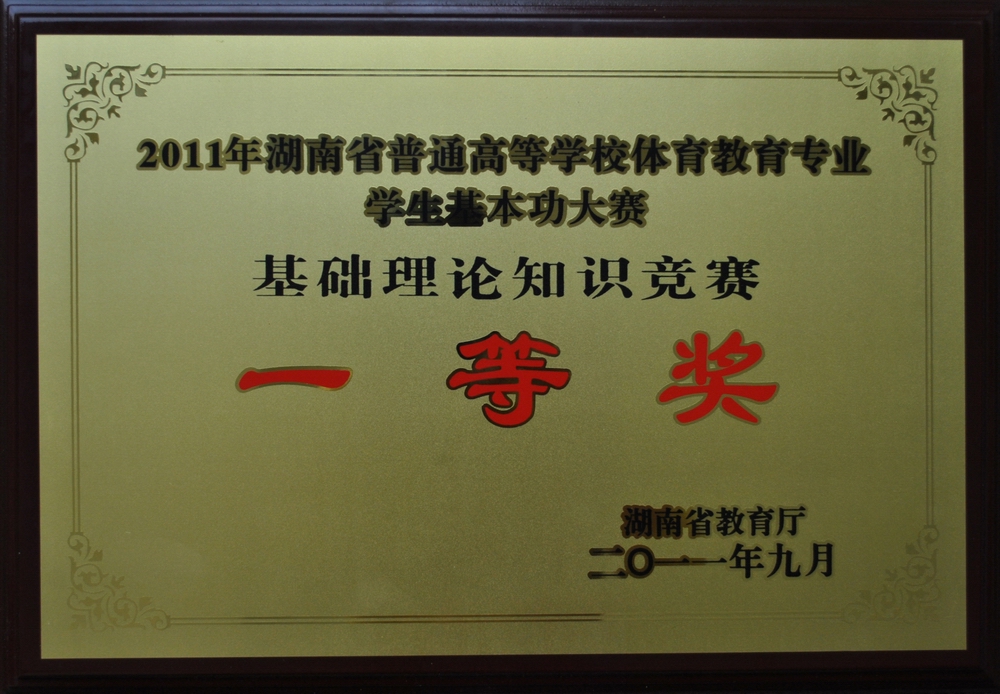 2011年湖南省普通高等学校体育教育专业
学生基本功大赛
基础理论知识竞赛
一等奖
湖南省教育厅
二〇一一年九月